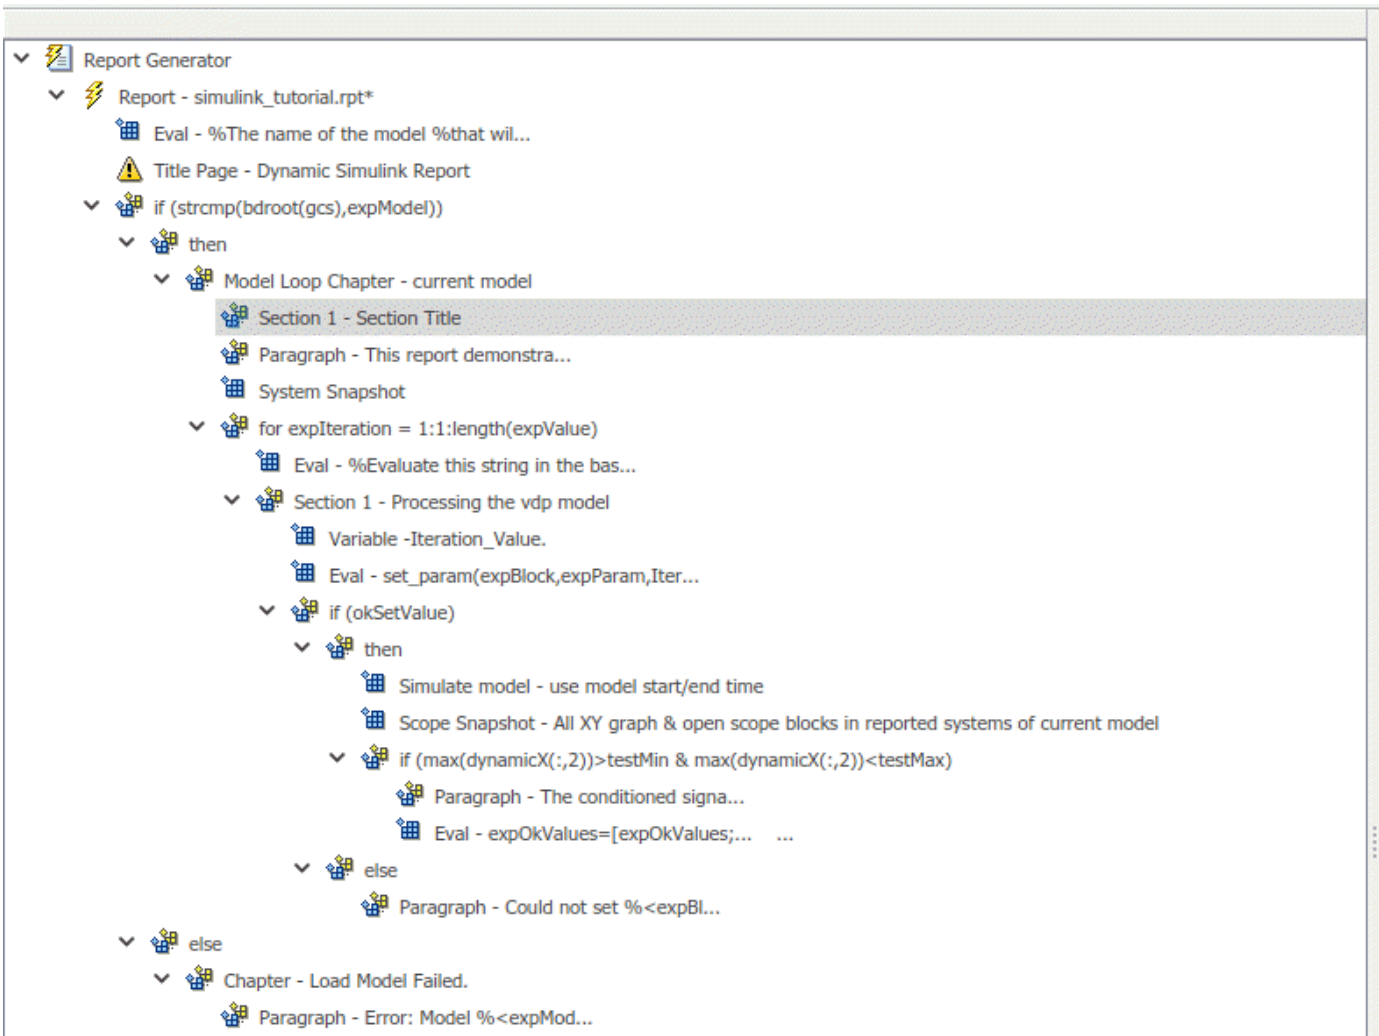 Report Generator
Report - simulink_tutorial.rpt*
Eval - %The name of the model %that wil...
Title Page - Dynamic Simulink Report
if (strcmp(bdroot(gcs),expModel))
then
Model Loop Chapter - current model
Section 1 - Section Title
Paragraph - This report demonstra...
System Snapshot
for expIteration = 1:1:length(expValue)
Eval - %Evaluate this string in the bas...
Section 1 - Processing the vdp model
Variable -Iteration_Value.
Eval - set_param(expBlock,expParam,Iter...
if (okSetValue)
then
Simulate model - use model start/end time
Scope Snapshot - All XY graph & open scope blocks in reported systems of current model
if (max(dynamicX(:,2))>testMin & max(dynamicX(:,2))<testMax)
Paragraph - The conditioned signa...
Eval - expOkValues=[expOkValues;... ...
else
Paragraph - Could not set %<expBl...
else
Chapter - Load Model Failed.
Paragraph - Error: Model %<expMod...